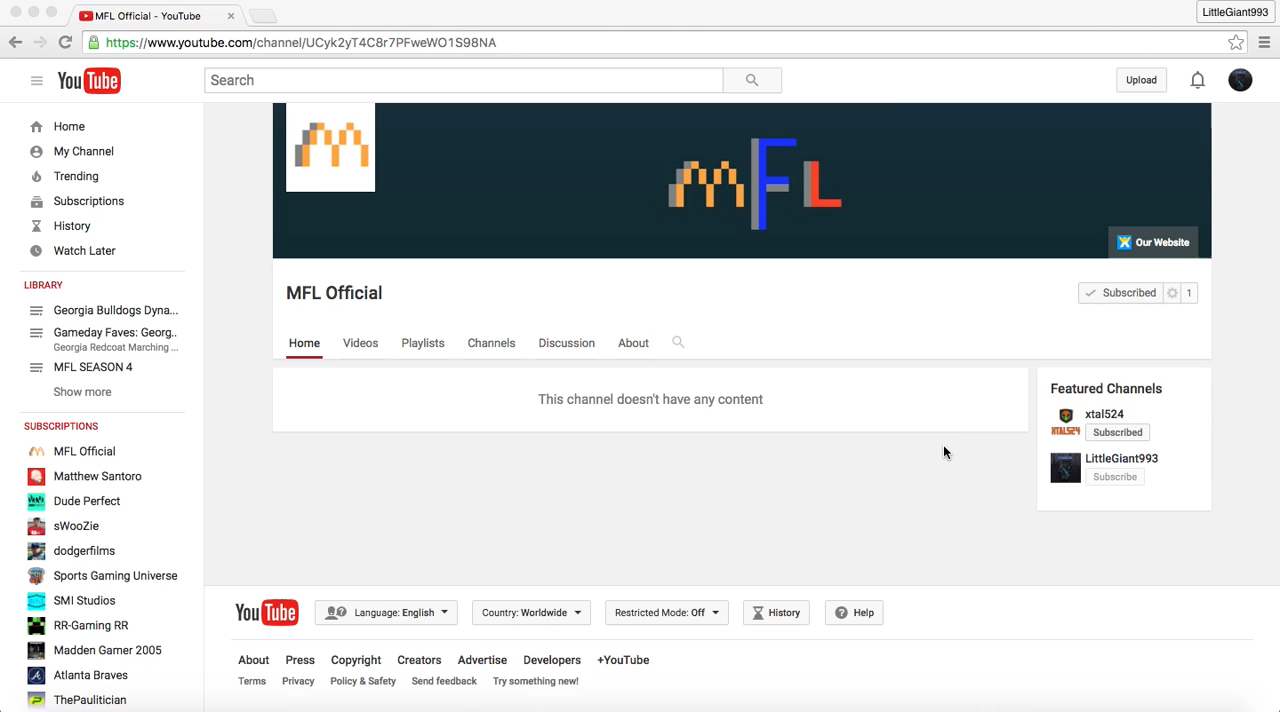 MFL Official - YouTube
LittleGiant993
https://www.youtube.com/channel/UCyk2yT4C8r7PFweWO1S98NA
YouTube
Search
Upload
Home
My Channel
Trending
Subscriptions
History
Watch Later
LIBRARY
Georgia Bulldogs Dyna...
Gameday Faves: Georg..
Georgia Redcoat Marching ...
MFL SEASON 4
Show more
SUBSCRIPTIONS
MFL Official
Matthew Santoro
Dude Perfect
sWooZie
dodgerfilms
Sports Gaming Universe
SMI Studios
RR-Gaming RR
Madden Gamer 2005
Atlanta Braves
ThePaulitician
m
mFL
Our Website
MFL Official
Subscribed 1
Home Videos Playlists Channels Discussion About
This channel doesn't have any content
Featured Channels
xtal524
XTAL524
Subscribed
LittleGiant993
Subscribe
YouTube
Language: English
Country: Worldwide
Restricted Mode: Off
History
Help
About Press Copyright Creators Advertise Developers +YouTube
Terms Privacy Policy & Safety Send feedback Try something new!